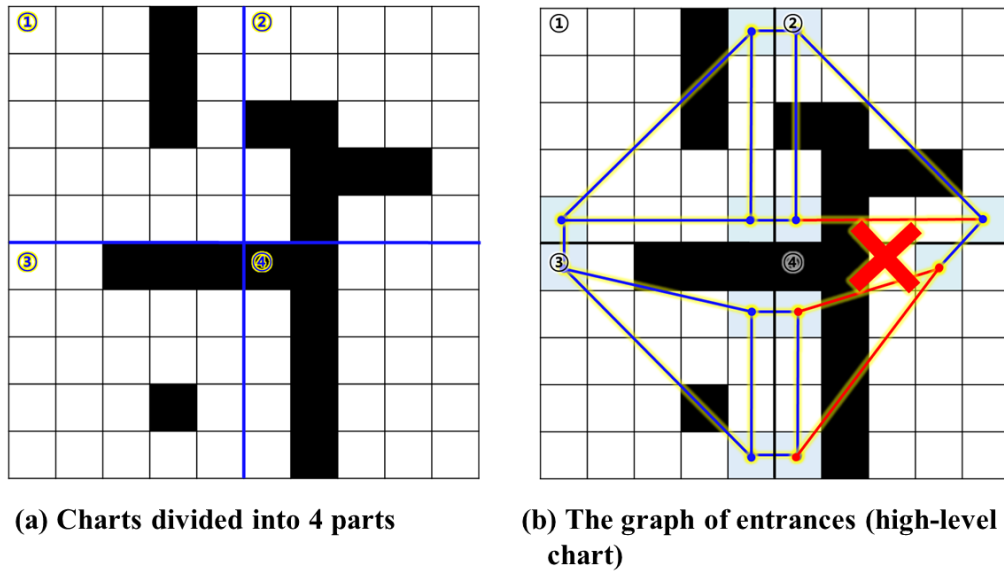 ① ②
③ ④
① ②
③ ④
(a) Charts divided into 4 parts
(b) The graph of entrances (high-level
chart)